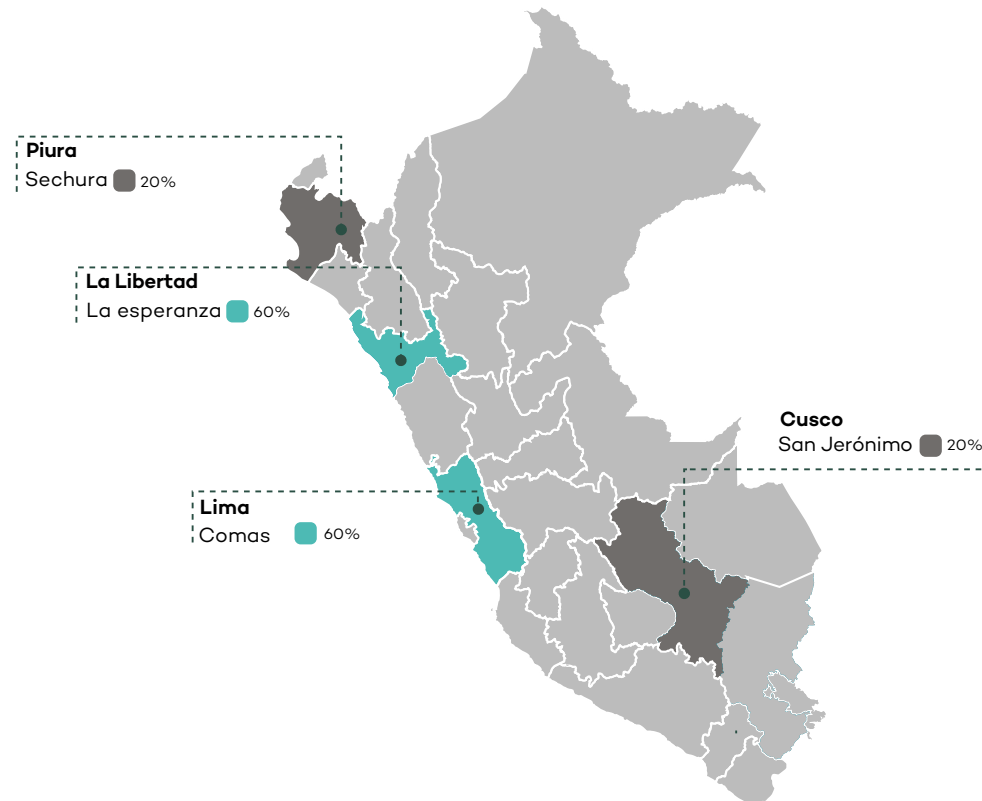 Piura
Sechura 20%
La Libertad
La esperanza 60%
Cusco
San Jerónimo 20%
Lima
Comas 60%